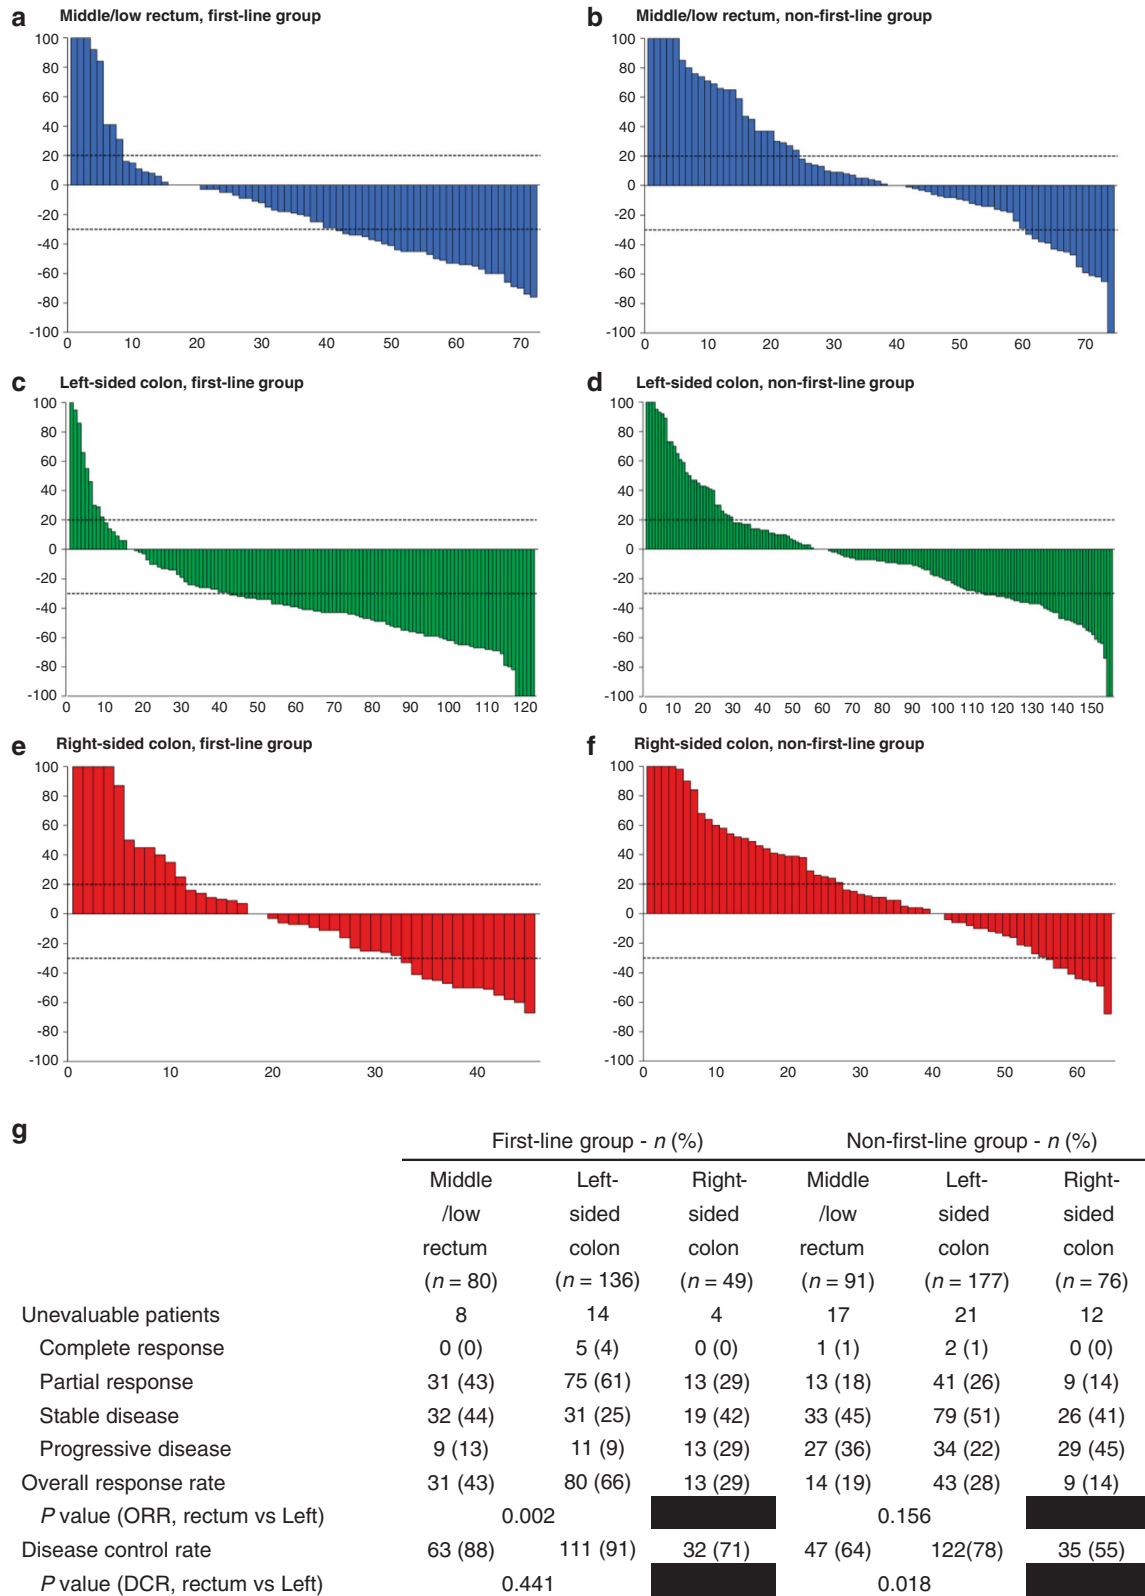 a Middle/low rectum, first-line group
100
80
60
40
20
0
-20
-40
-60
-80
-100
0 10 20 30 40 50 60 70
b Middle/low rectum, non-first-line group
100
80
60
40
20
0
-20
-40
-60
-80
-100
0 10 20 30 40 50 60 70
c Left-sided colon, first-line group
100
80
60
40
20
0
-20
-40
-60
-80
-100
0 10 20 30 40 50 60 70 80 90 100 110 120
d Left-sided colon, non-first-line group
100
80
60
40
20
0
-20
-40
-60
-80
-100
0 10 20 30 40 50 60 70 80 90 100 110 120 130 140 150
e Right-sided colon, first-line group
100
80
60
40
20
0
-20
-40
-60
-80
-100
0 10 20 30 40
f Right-sided colon, non-first-line group
100
80
60
40
20
0
-20
-40
-60
-80
-100
0 10 20 30 40 50 60
g
First-line group - n (%) Non-first-line group - n (%)
Middle Left- Right- Middle Left- Right-
/low sided sided /low sided sided
rectum colon colon rectum colon colon
(n = 80) (n = 136) (n = 49) (n = 91) (n = 177) (n = 76)
Unevaluable patients 8 14 4 17 21 12
Complete response 0 (0) 5 (4) 0 (0) 1 (1) 2 (1) 0 (0)
Partial response 31 (43) 75 (61) 13 (29) 13 (18) 41 (26) 9 (14)
Stable disease 32 (44) 31 (25) 19 (42) 33 (45) 79 (51) 26 (41)
Progressive disease 9 (13) 11 (9) 13 (29) 27 (36) 34 (22) 29 (45)
Overall response rate 31 (43) 80 (66) 13 (29) 14 (19) 43 (28) 9 (14)
P value (ORR, rectum vs Left) 0.002 0.156
Disease control rate 63 (88) 111 (91) 32 (71) 47 (64) 122(78) 35 (55)
P value (DCR, rectum vs Left) 0.441 0.018